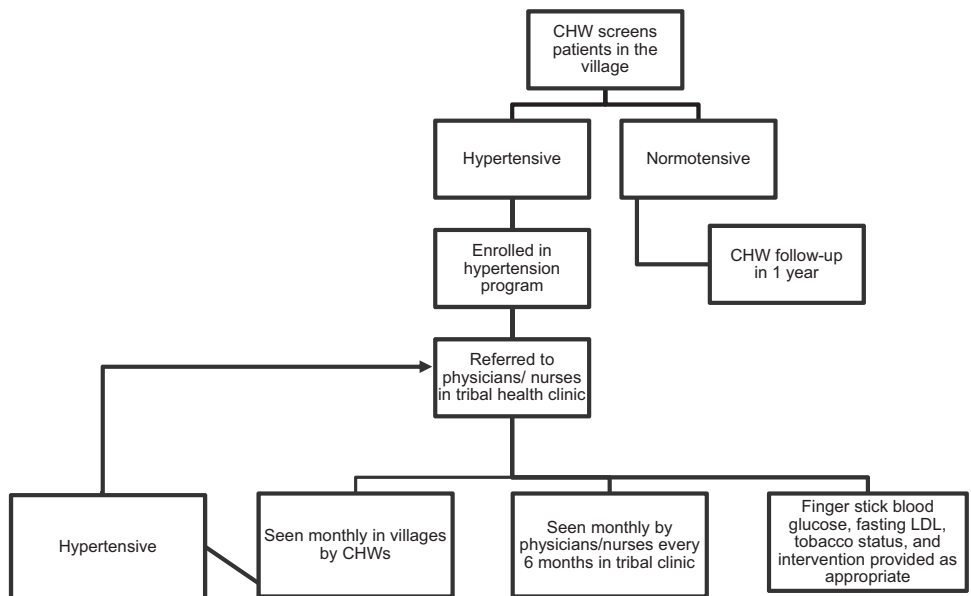 CHW screens
patients in the
village
Hypertensive
Normotensive
Enrolled in
hypertension
program
CHW follow-up
in 1 year
Referred to
physicians/ nurses
in tribal health clinic
Hypertensive
Seen monthly in villages
by CHWs
Seen monthly by
physicians/nurses every
6 months in tribal clinic
Finger stick blood
glucose, fasting LDL,
tobacco status, and
intervention provided as
appropriate